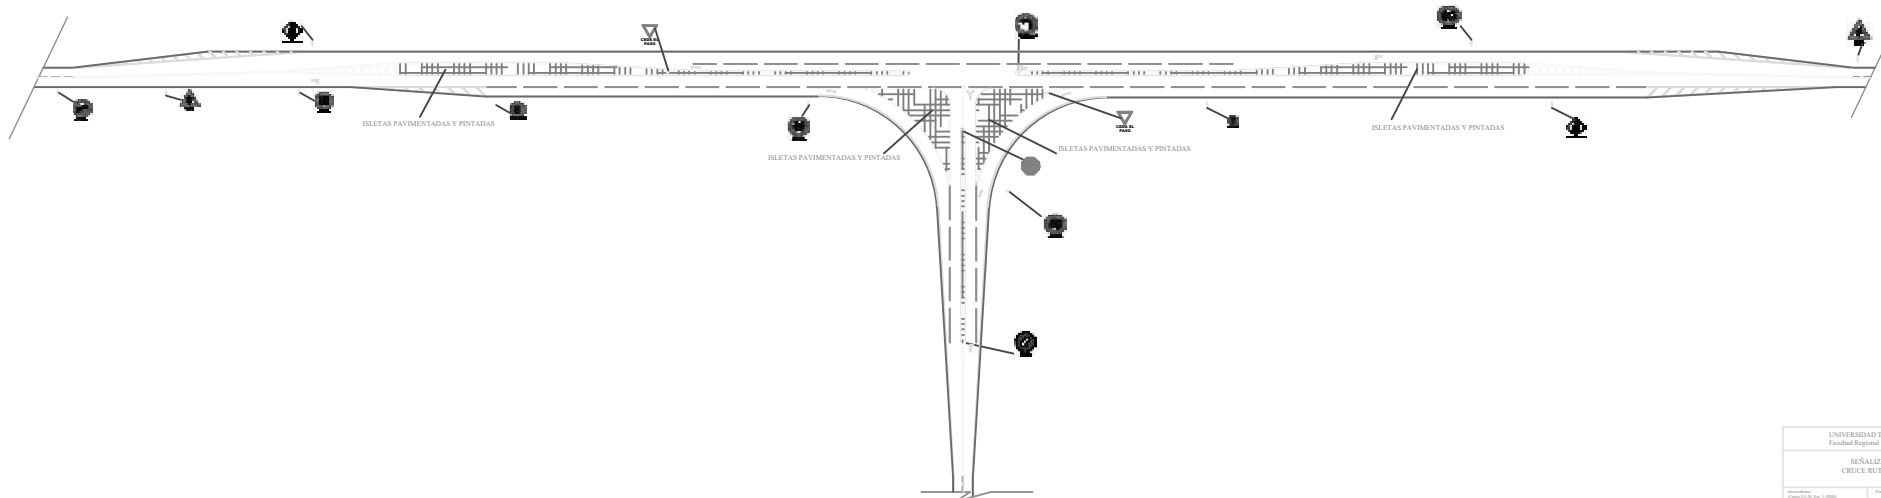 CEDA EL
PASO
ISLETAS PAVIMENTADAS Y PINTADAS
ISLETAS PAVIMENTADAS Y PINTADAS
CEDA EL
PASO
ISLETAS PAVIMENTADAS Y PINTADAS
ISLETAS PAVIMENTADAS Y PINTADAS
UNIVERSIDAD T
Facultad Regional
SEÑALIZ
CRUCE RUT